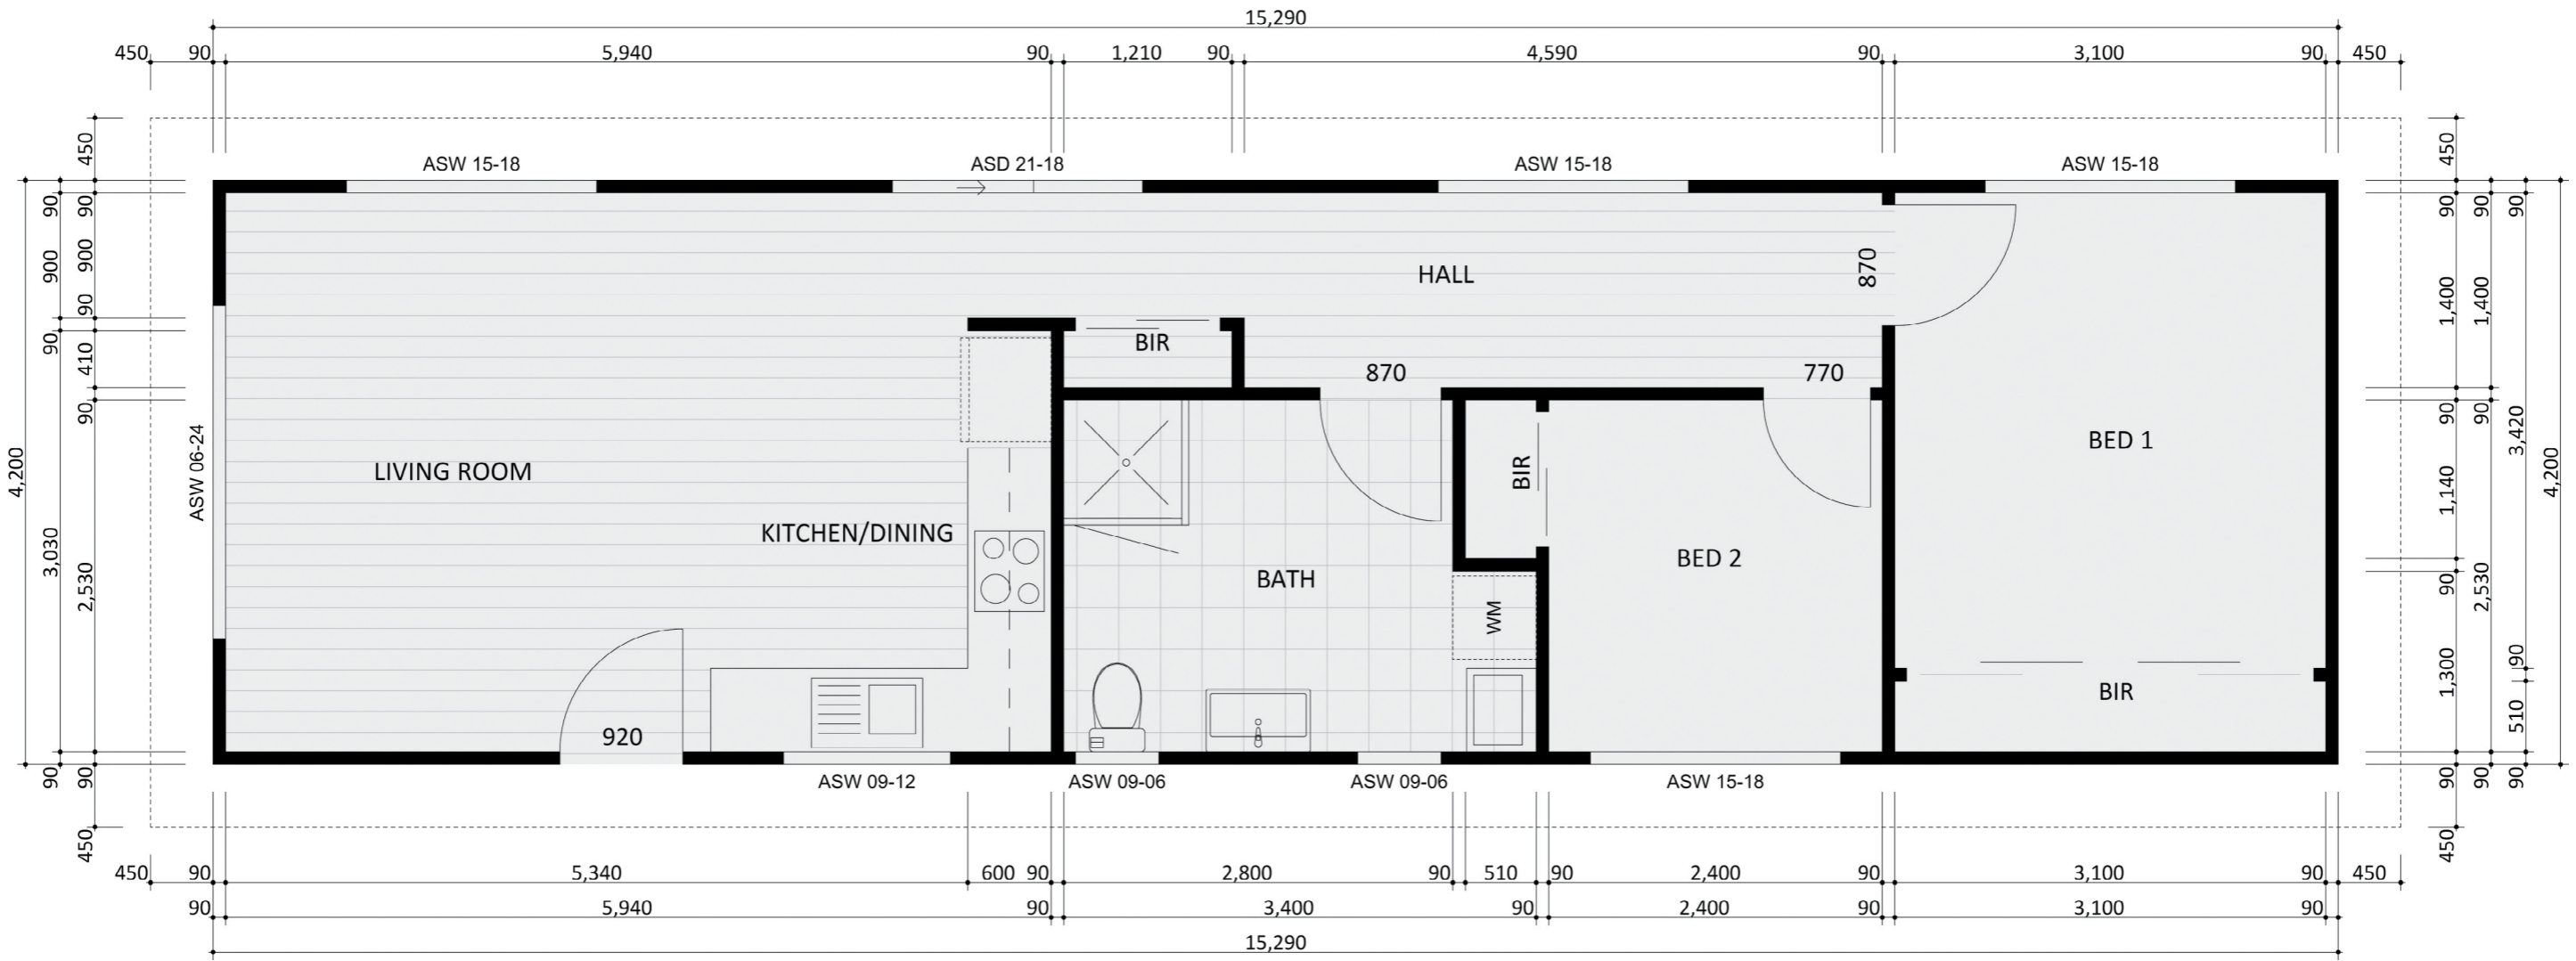 15,290
450 90 5,940 90 1,210 90 4,590 90 3,100 90 450
ASW 15-18 ASD 21-18 ASW 15-18 ASW 15-18
4,200
90 900 90 3,030 90
450 90 900 90 410 90 2,530 90 450
ASW 06-24
HALL
870
BIR
870 770
LIVING ROOM
KITCHEN/DINING
BIR
BED 1
BED 2
BATH
WM
BIR
920
ASW 09-12 ASW 09-06 ASW 09-06 ASW 15-18
450 90 1,400 90 1,140 90 1,300 90 450
90 1,400 90 2,530 90
90 3,420 90 510 90
4,200
450 90 5,340 600 90 2,800 90 510 90 2,400 90 3,100 90 450
90 5,940 90 3,400 90 2,400 90 3,100 90
15,290